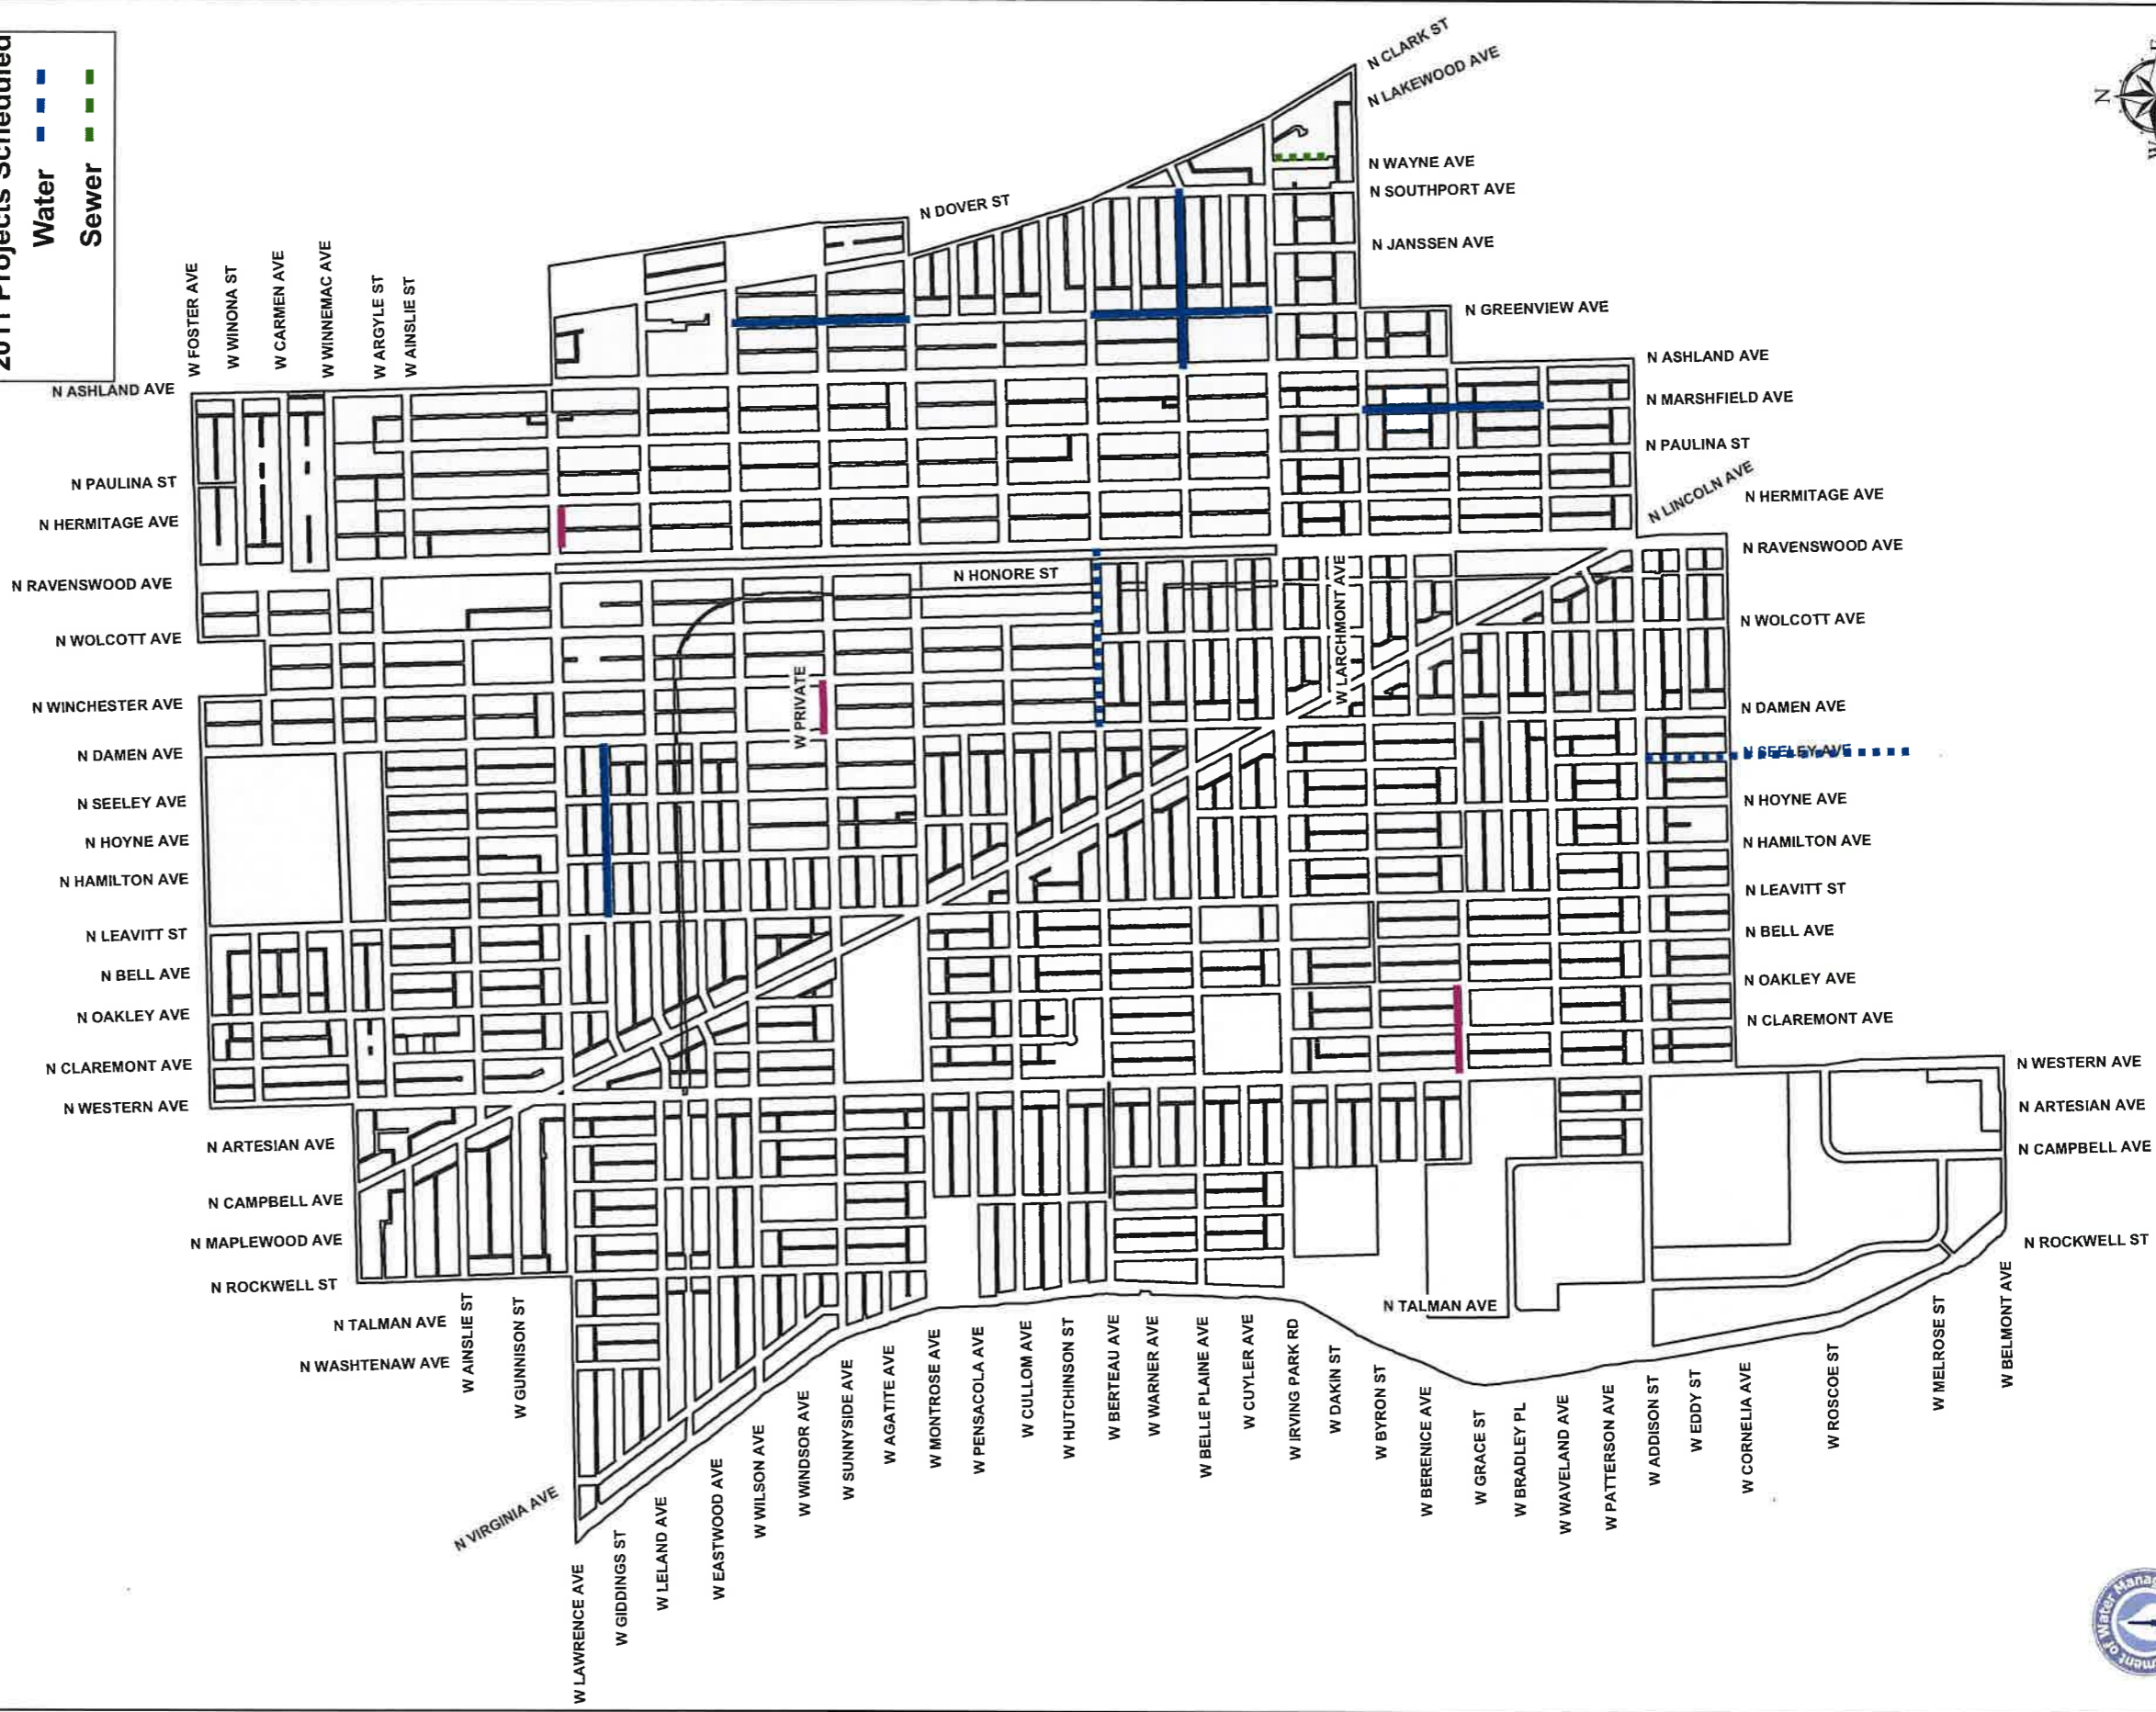 2011 Projects Scheduled
Water
Sewer
N CLARK ST
N LAKEWOOD AVE
N WAYNE AVE
N SOUTHPORT AVE
N JANSSEN AVE
N GREENVIEW AVE
N ASHLAND AVE
N MARSHFIELD AVE
N PAULINA ST
N LINCOLN AVE
N HERMITAGE AVE
N RAVENSWOOD AVE
N WOLCOTT AVE
N DAMEN AVE
N SEELEY AVE
N HOYNE AVE
N HAMILTON AVE
N LEAVITT ST
N BELL AVE
N OAKLEY AVE
N CLAREMONT AVE
N WESTERN AVE
N ARTESIAN AVE
N CAMPBELL AVE
N ROCKWELL ST
N
N DOVER ST
N HONORE ST
W LARCHMONT AVE
W PRIVATE
N TALMAN AVE
W FOSTER AVE
W WINONA ST
W CARMEN AVE
W WINNEMAC AVE
W ARGYLE ST
W AINSLIE ST
N ASHLAND AVE
N PAULINA ST
N HERMITAGE AVE
N RAVENSWOOD AVE
N WOLCOTT AVE
N WINCHESTER AVE
N DAMEN AVE
N SEELEY AVE
N HOYNE AVE
N HAMILTON AVE
N LEAVITT ST
N BELL AVE
N OAKLEY AVE
N CLAREMONT AVE
N WESTERN AVE
N ARTESIAN AVE
N CAMPBELL AVE
N MAPLEWOOD AVE
N ROCKWELL ST
N TALMAN AVE
N WASHTENAW AVE
W AINSLIE ST
W GUNNISON ST
N VIRGINIA AVE
W LAWRENCE AVE
W GIDDINGS ST
W LELAND AVE
W EASTWOOD AVE
W WILSON AVE
W WINDSOR AVE
W SUNNYSIDE AVE
W AGATITE AVE
W MONTROSE AVE
W PENSACOLA AVE
W CULLOM AVE
W HUTCHINSON ST
W BERTEAU AVE
W WARNER AVE
W BELLE PLAINE AVE
W CUYLER AVE
W IRVING PARK RD
W DAKIN ST
W BYRON ST
W BERENICE AVE
W GRACE ST
W BRADLEY PL
W WAVELAND AVE
W PATTERSON AVE
W ADDISON ST
W EDDY ST
W CORNELIA AVE
W ROSCOE ST
W MELROSE ST
W BELMONT AVE
of Water